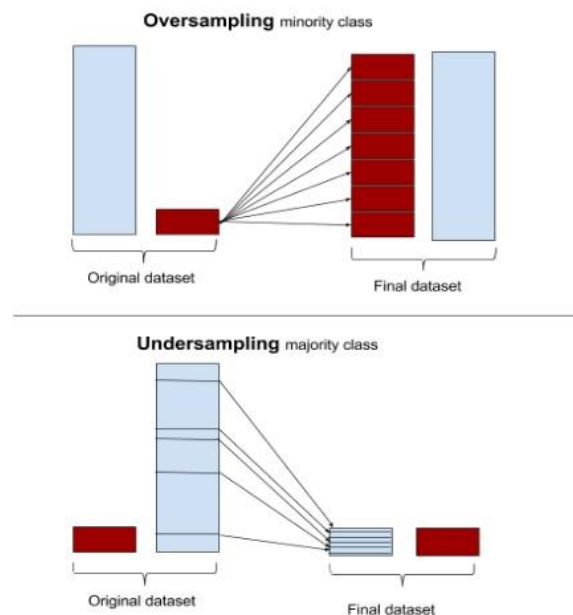 Oversampling minority class
Original dataset
Final dataset
Undersampling majority class
Original dataset
Final dataset